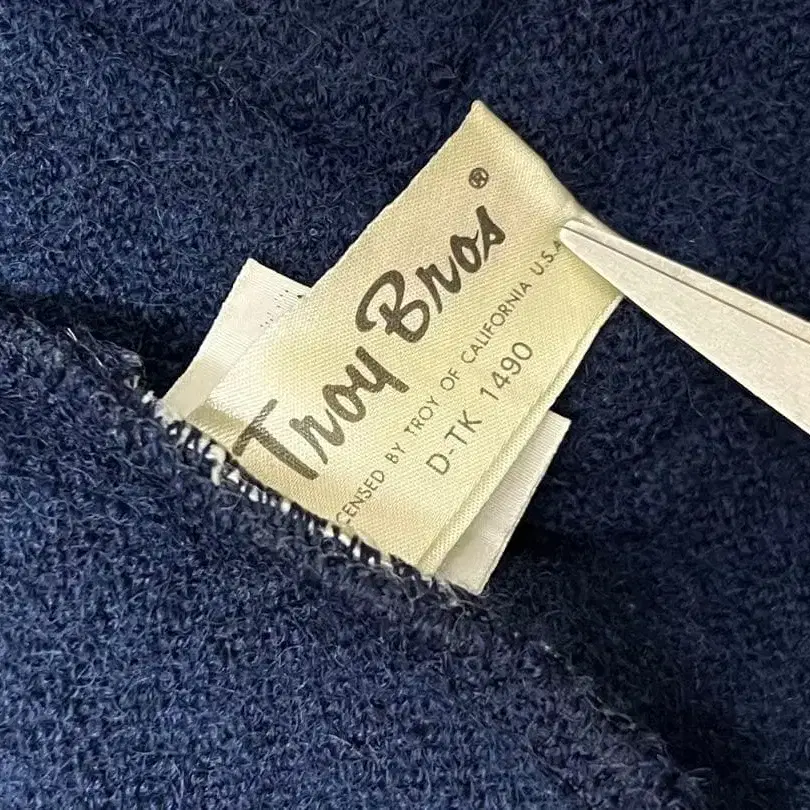 Troy Bros®
CENSED BY TROY OF CALIFORNIA U.S.A
D-TK 1490